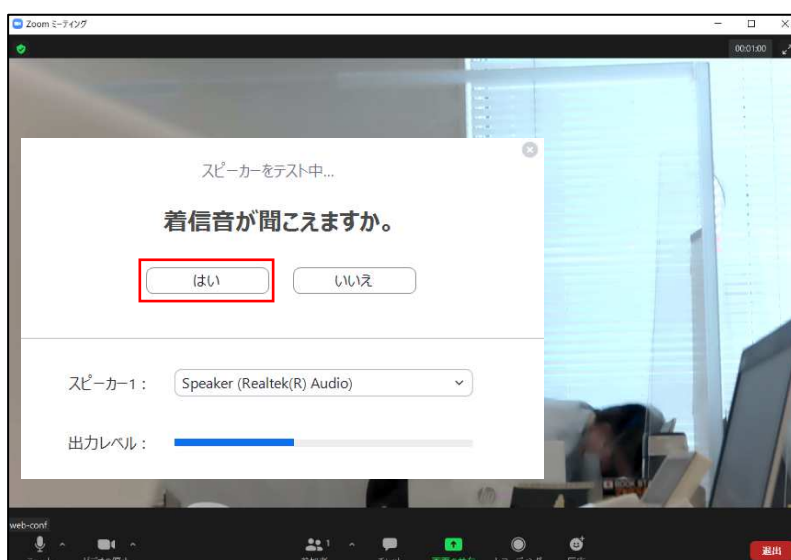 Zoom ミーティング
00:01:00
スピーカーをテスト中...
着信音が聞こえますか。
はい
いいえ
スピーカー1：
Speaker (Realtek(R) Audio)
出力レベル：
hp
web-conf
1
退出